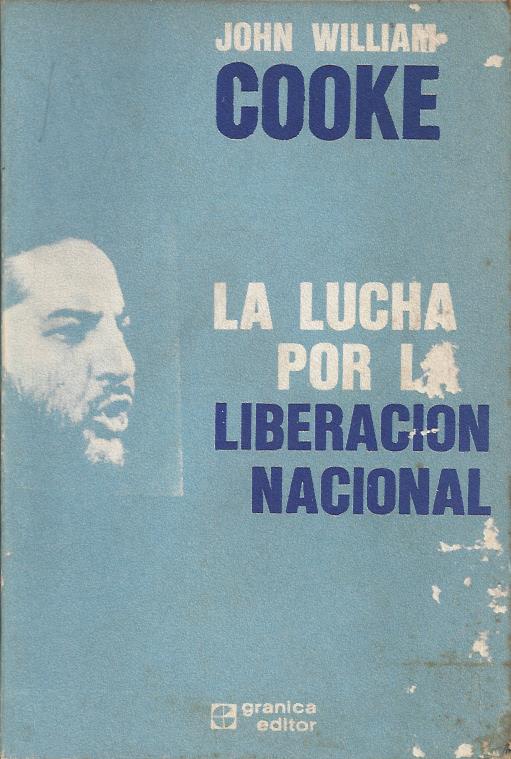 JOHN WILLIAM
COOKE
LA LUCHA
POR LA
LIBERACION
NACIONAL
granica
editor